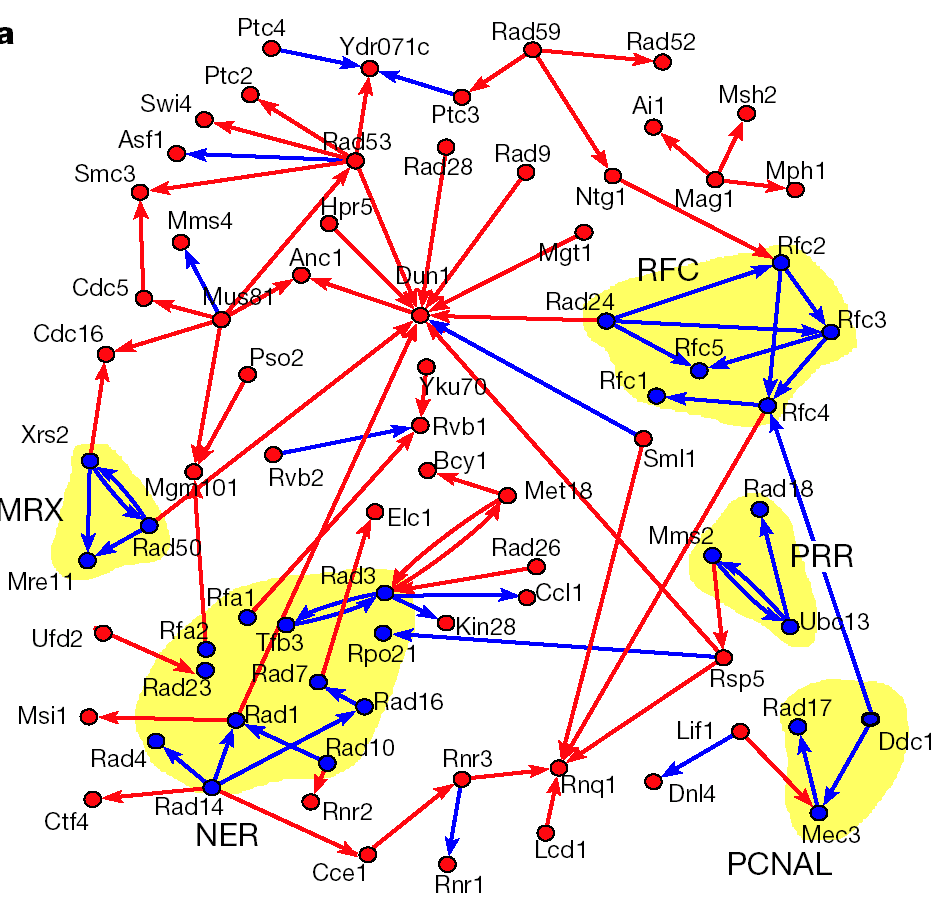 a
Ptc4
Ydr071c
Rad59
Rad52
Ptc2
Swi4
Ptc3
Ai1
Msh2
Asf1
Rad53
Rad28
Rad9
Smc3
Mph1
Ntg1
Mag1
Hpr5
Mms4
Mgt1
Rfc2
Anc1
Dun1
RFC
Cdc5
Mus81
Rad24
Rfc3
Cdc16
Rfc5
Pso2
Rfc1
Yku70
Rfc4
Xrs2
Rvb1
Sml1
Bcy1
Rvb2
Mgm101
Met18
Rad18
MRX
Elc1
Mms2
Rad50
Rad26
PRR
Mre11
Rad3
Ccl1
Rfa1
Ubc13
Kin28
Ufd2
Rfa2
Tfb3
Rpo21
Rad7
Rsp5
Rad23
Msi1
Rad1
Rad16
Rad17
Lif1
Ddc1
Rad4
Rad10
Rnr3
Rnq1
Dnl4
Rad14
Rnr2
Ctf4
NER
Mec3
Lcd1
PCNAL
Cce1
Rnr1